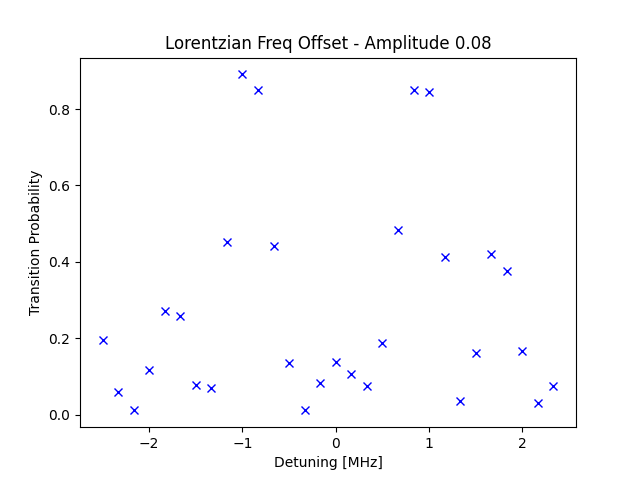 Lorentzian Freq Offset - Amplitude 0.08
Transition Probability
0.8
0.6
0.4
0.2
0.0
−2 −1 0 1 2
Detuning [MHz]